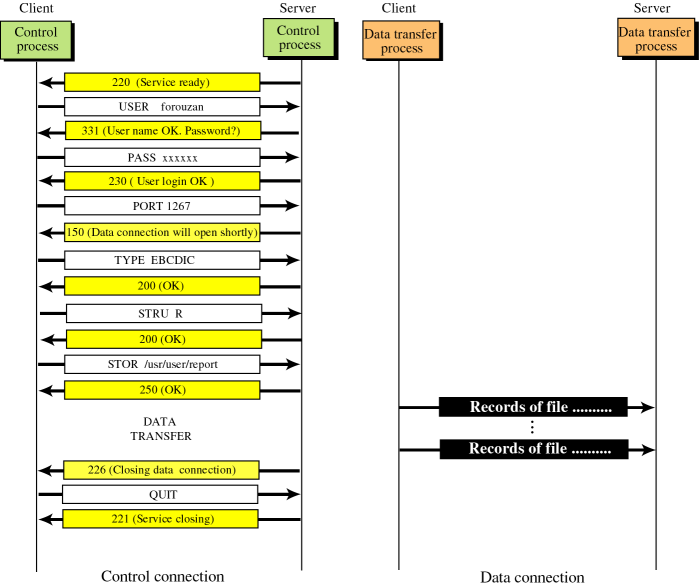 Client
Server
Client
Server
Control
process
Control
process
Data transfer
process
Data transfer
process
220 (Service ready)
USER forouzan
331 (User name OK. Password?)
PASS xxxxxx
230 ( User login OK )
PORT 1267
150 (Data connection will open shortly)
TYPE EBCDIC
200 (OK)
STRU R
200 (OK)
STOR /usr/user/report
250 (OK)
Records of file ..........
DATA
TRANSFER
Records of file ..........
226 (Closing data connection)
QUIT
221 (Service closing)
Control connection
Data connection